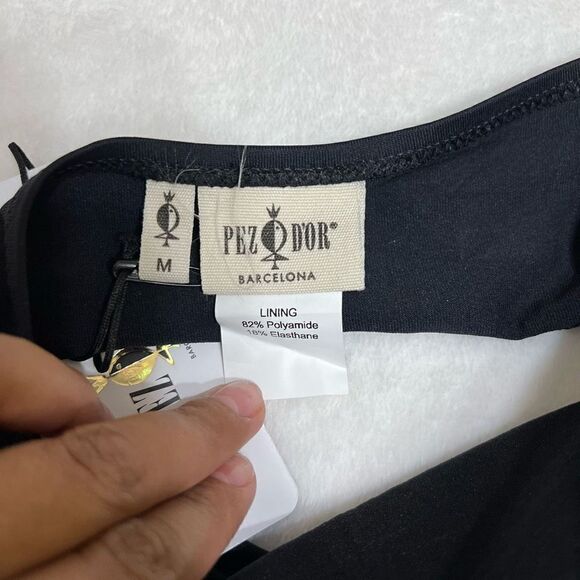 M
PEZ D'OR®
BARCELONA
LINING
82% Polyamide
18% Elasthane